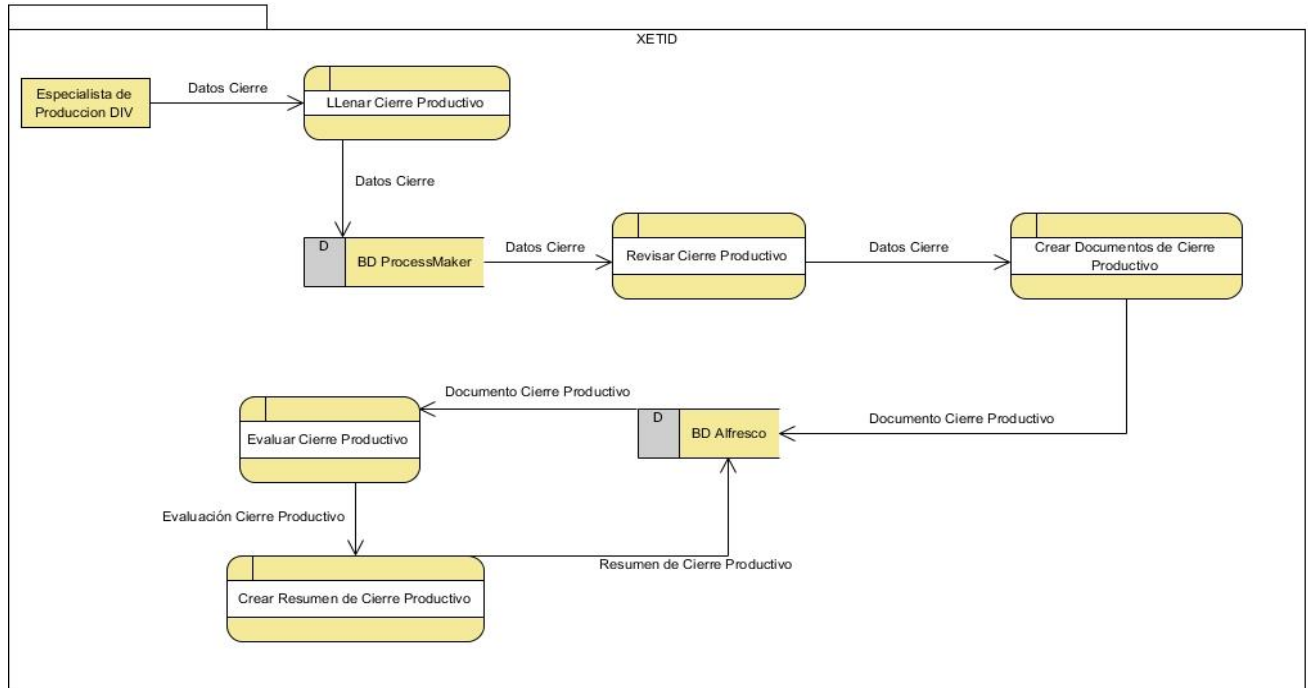 XETID
Especialista de
Produccion DIV
Datos Cierre
LLenar Cierre Productivo
Datos Cierre
D
BD ProcessMaker
Datos Cierre
Revisar Cierre Productivo
Datos Cierre
Crear Documentos de Cierre
Productivo
Documento Cierre Productivo
D
BD Alfresco
Documento Cierre Productivo
Evaluar Cierre Productivo
Evaluación Cierre Productivo
Crear Resumen de Cierre Productivo
Resumen de Cierre Productivo